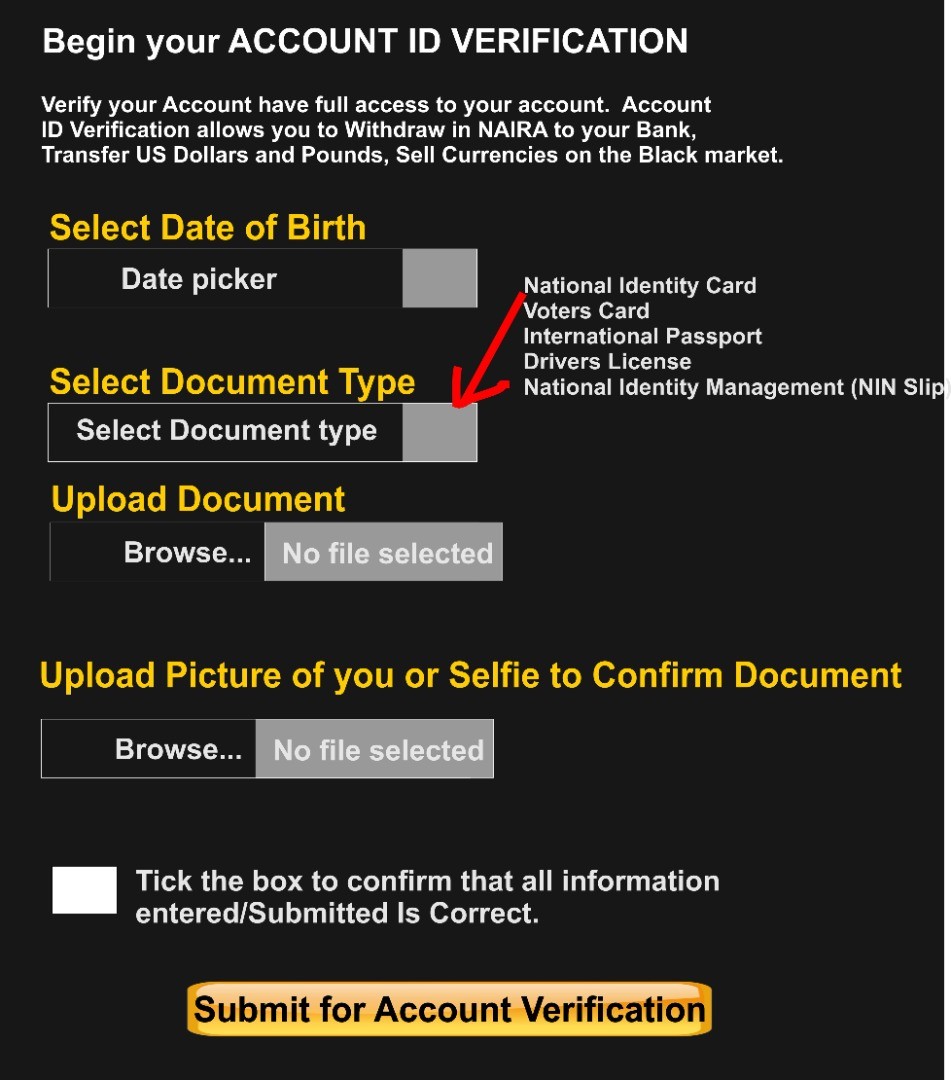 Begin your ACCOUNT ID VERIFICATION
Verify your Account have full access to your account.  Account
ID Verification allows you to Withdraw in NAIRA to your Bank,
Transfer US Dollars and Pounds, Sell Currencies on the Black market.
Select Date of Birth
Date picker
National Identity Card
Voters Card
International Passport
Drivers License
National Identity Management (NIN Slip)
Select Document Type
Select Document type
Upload Document
Browse... No file selected
Upload Picture of you or Selfie to Confirm Document
Browse... No file selected
Tick the box to confirm that all information
entered/Submitted Is Correct.
Submit for Account Verification